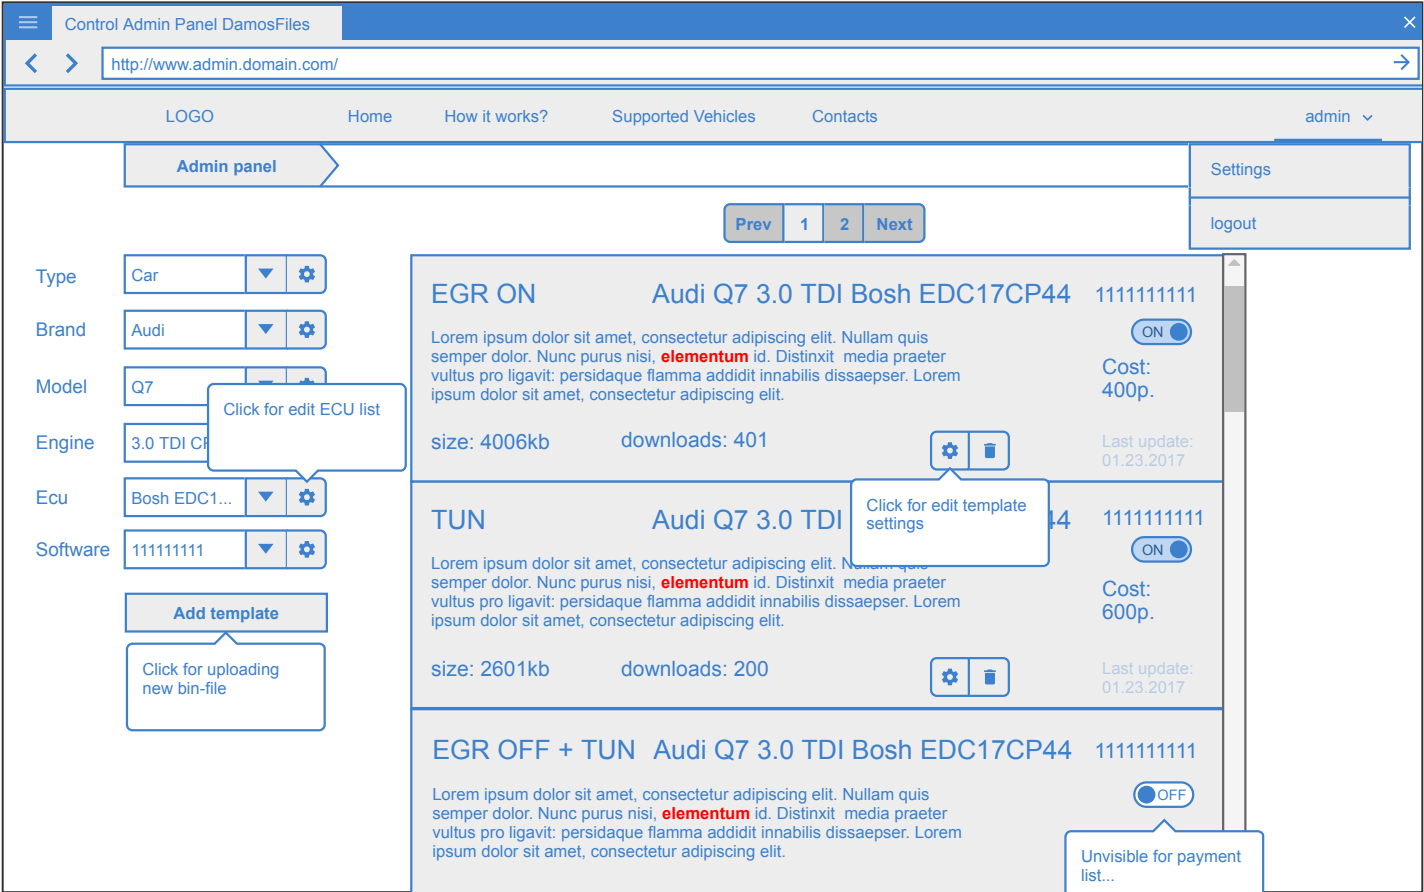 Control Admin Panel DamosFiles
http://www.admin.domain.com/
LOGO Home How it works? Supported Vehicles Contacts admin
Admin panel
Settings
logout
Prev 1 2 Next
Type Car
Brand Audi
Model Q7
Click for edit ECU list
Engine 3.0 TDI
Ecu Bosh EDC1...
Software 111111111
Add template
Click for uploading
new bin-file
EGR ON Audi Q7 3.0 TDI Bosh EDC17CP44 1111111111
ON
Lorem ipsum dolor sit amet, consectetur adipiscing elit. Nullam quis
semper dolor. Nunc purus nisi, elementum id. Distinxit media praeter
vultus pro ligavit: persidaque flamma addidit innabilis dissaepser. Lorem
ipsum dolor sit amet, consectetur adipiscing elit.
Cost:
400p.
size: 4006kb downloads: 401
Last update:
01.23.2017
Click for edit template
settings
TUN Audi Q7 3.0 TDI 44 1111111111
ON
Lorem ipsum dolor sit amet, consectetur adipiscing elit.
semper dolor. Nunc purus nisi, elementum id. Distinxit media praeter
vultus pro ligavit: persidaque flamma addidit innabilis dissaepser. Lorem
ipsum dolor sit amet, consectetur adipiscing elit.
Cost:
600p.
size: 2601kb downloads: 200
Last update:
01.23.2017
EGR OFF + TUN Audi Q7 3.0 TDI Bosh EDC17CP44 1111111111
OFF
Lorem ipsum dolor sit amet, consectetur adipiscing elit. Nullam quis
semper dolor. Nunc purus nisi, elementum id. Distinxit media praeter
vultus pro ligavit: persidaque flamma addidit innabilis dissaepser. Lorem
ipsum dolor sit amet, consectetur adipiscing elit.
Unvisible for payment
list...